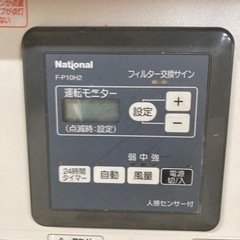 National
F-P10H2
フィルター交換サイン
運転モニター
設定
+
−
(点滅時：設定)
弱 中 強
24時間
タイマー
自動
風量
電源
切/入
人感センサー付